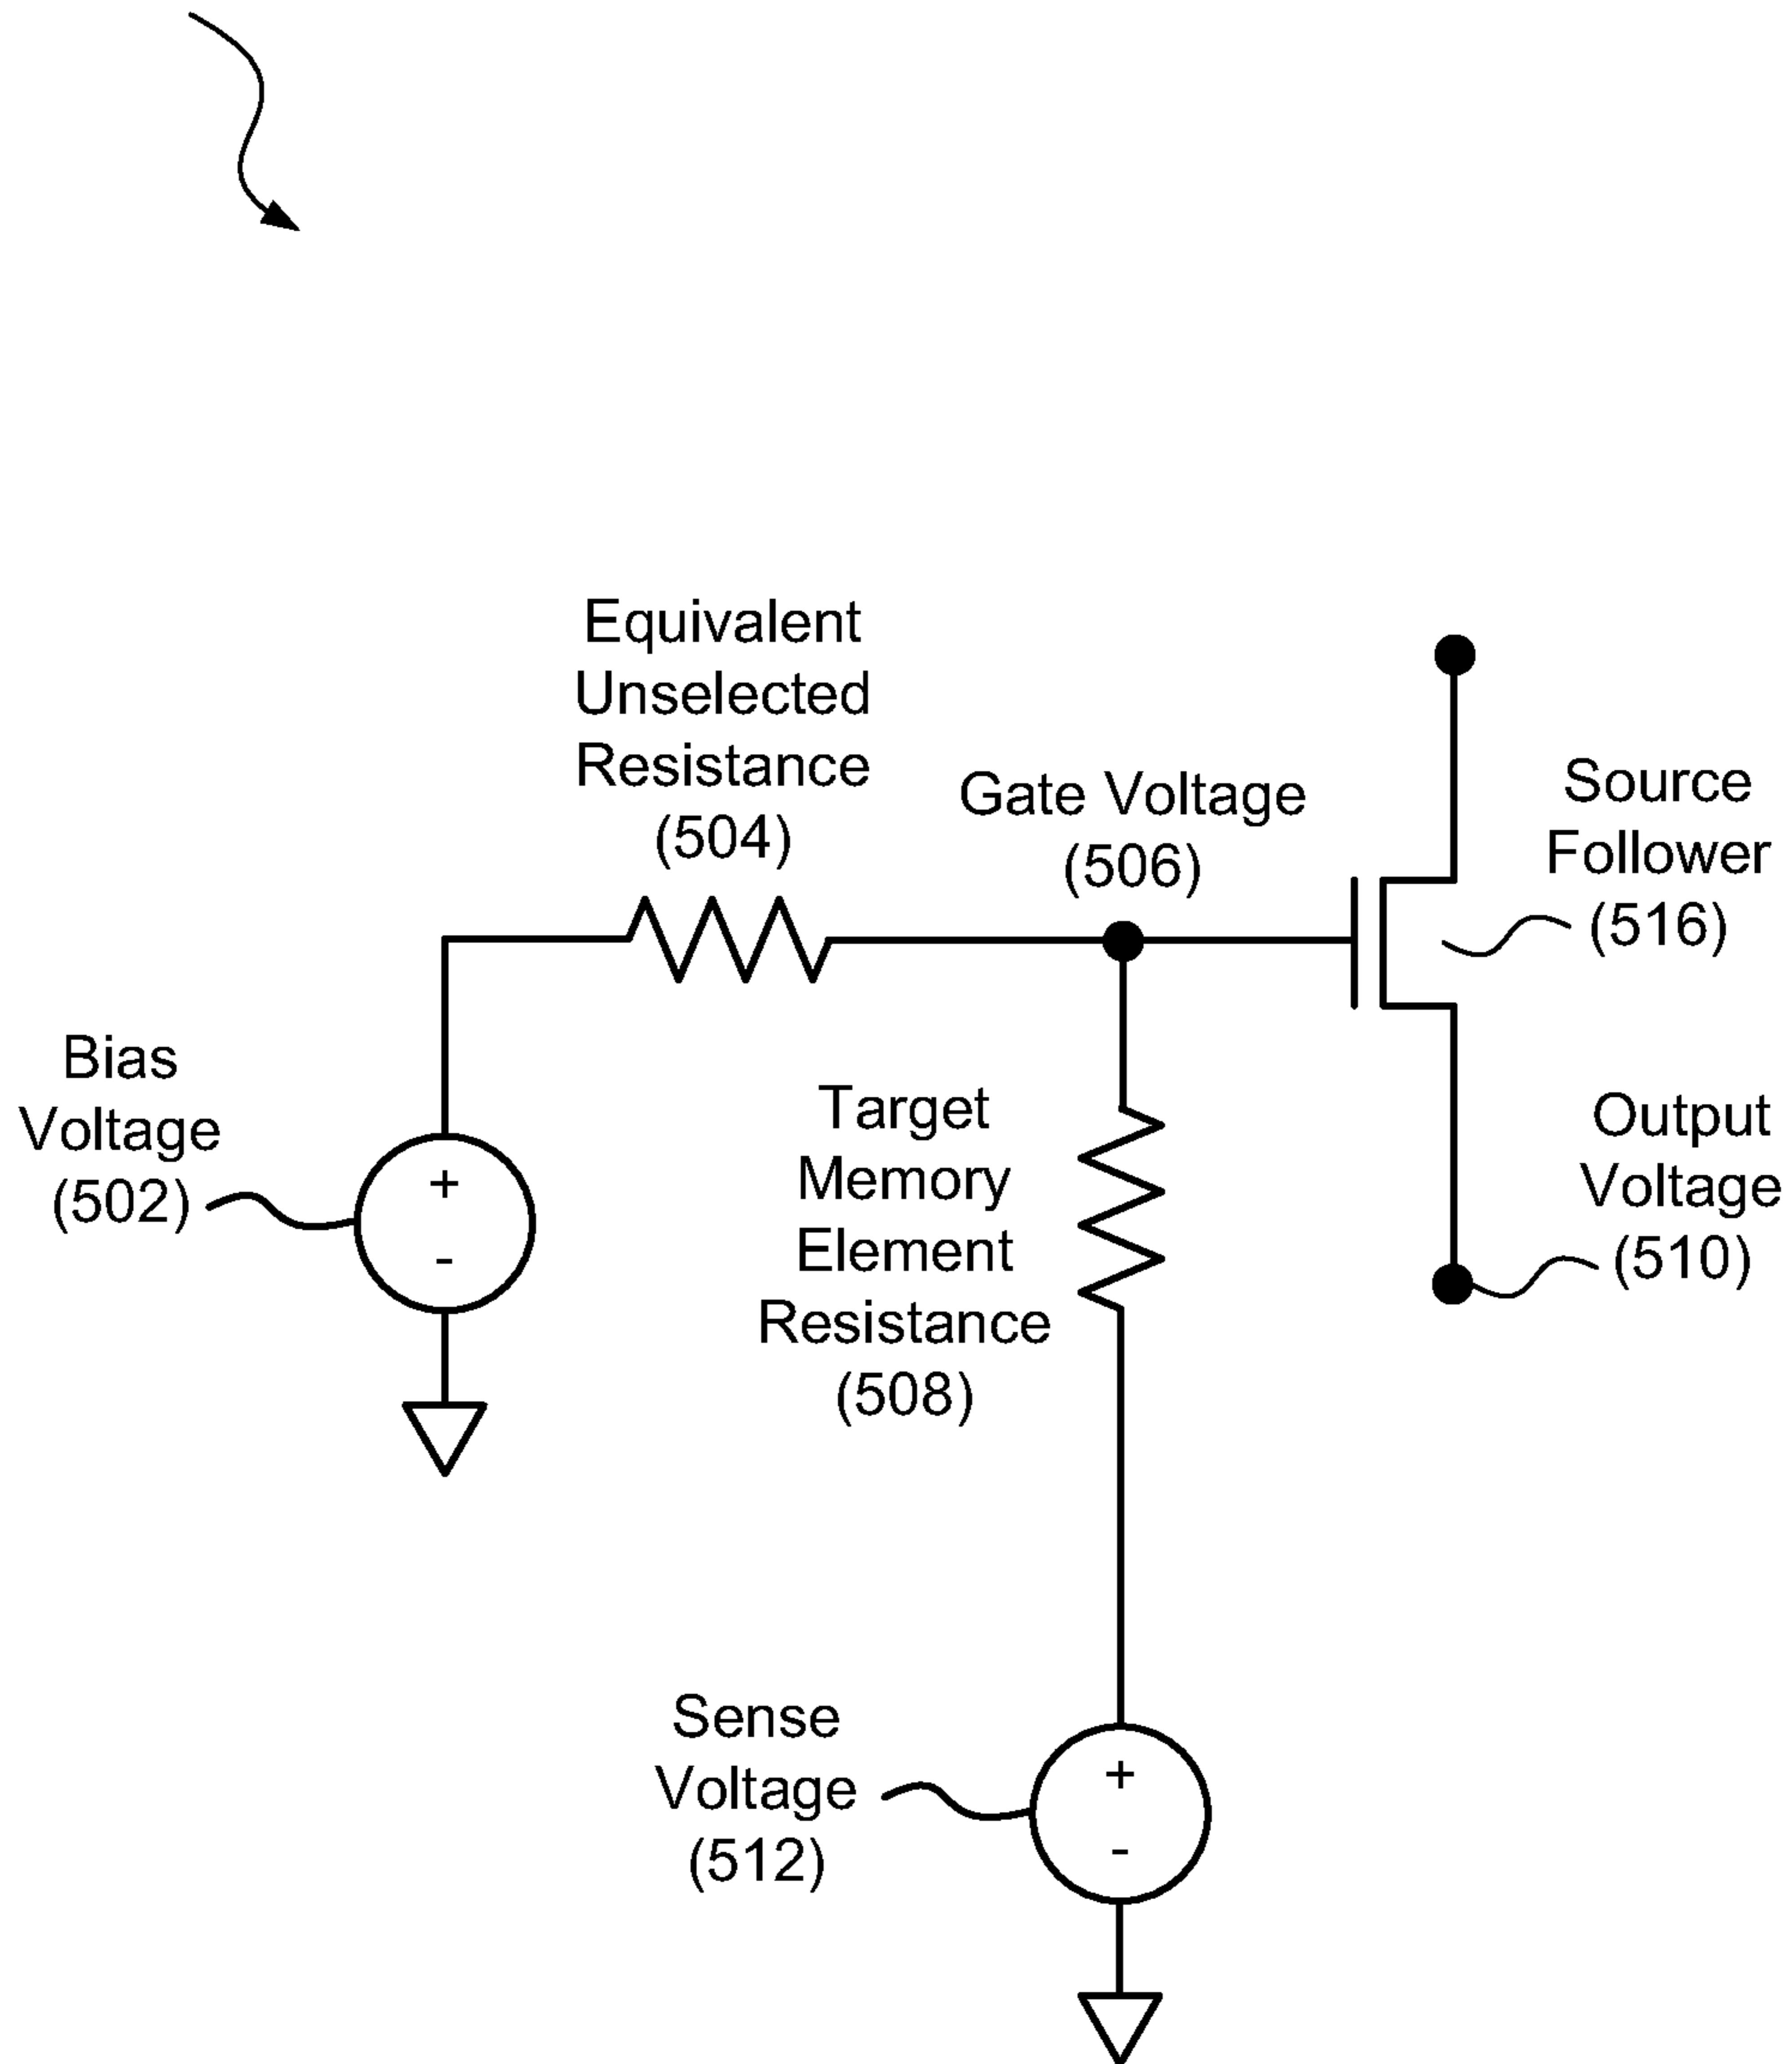 Equivalent
Unselected
Resistance
(504)
Gate Voltage
(506)
Source
Follower
(516)
Bias
Voltage
(502)
+
-
Target
Memory
Element
Resistance
(508)
Output
Voltage
(510)
Sense
Voltage
(512)
+
-